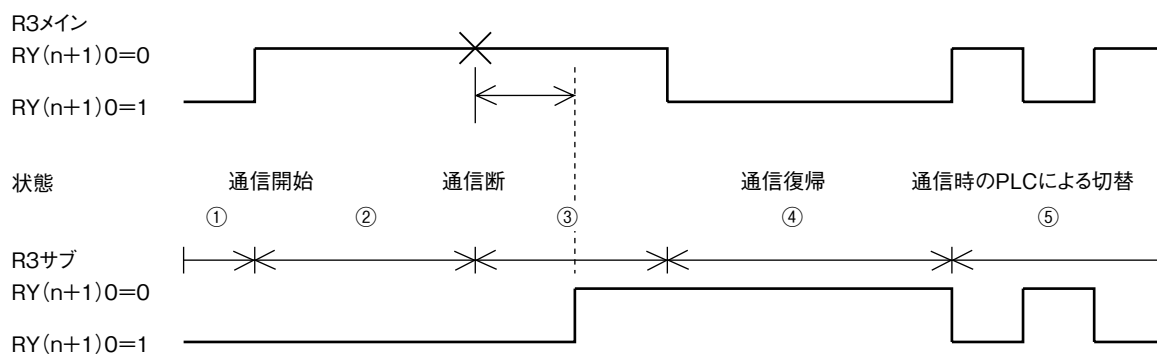 R3メイン
RY(n+1)0=0
RY(n+1)0=1
状態 通信開始 通信断 通信復帰 通信時のPLCによる切替
① ② ③ ④ ⑤
R3サブ
RY(n+1)0=0
RY(n+1)0=1